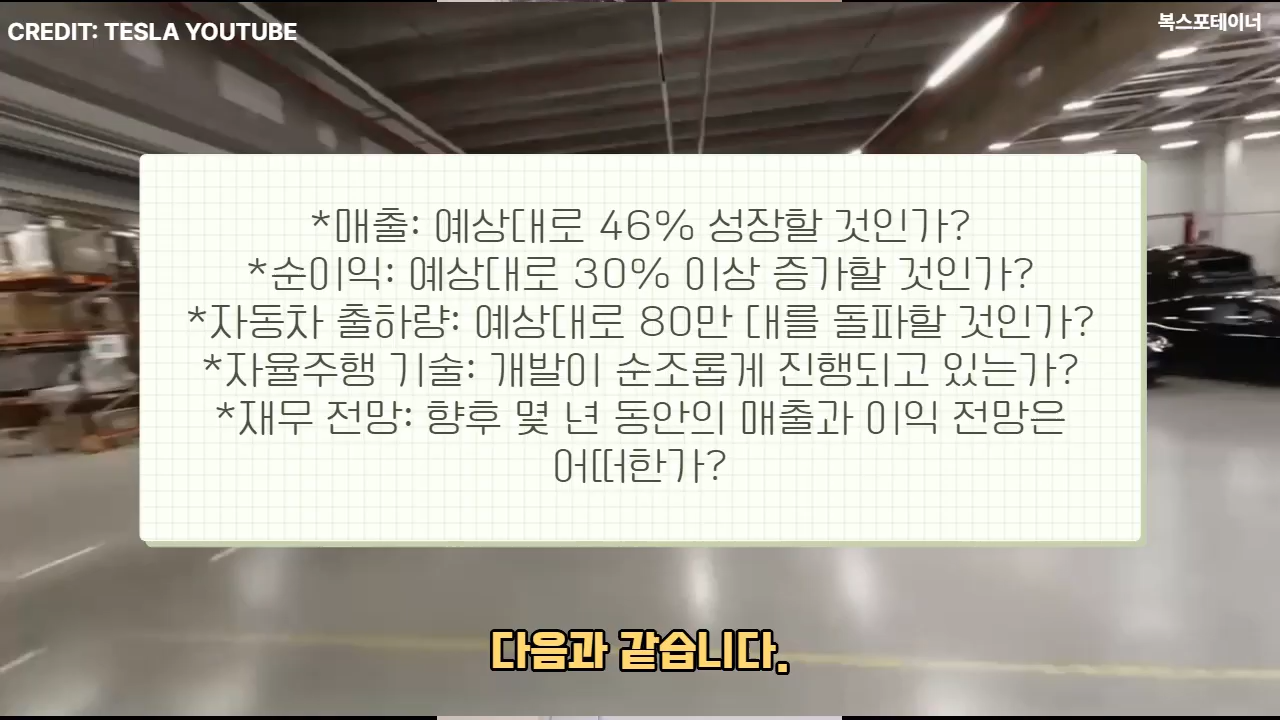 CREDIT: TESLA YOUTUBE
복스포테이너
*매출: 예상대로 46% 성장할 것인가?
*순이익: 예상대로 30% 이상 증가할 것인가?
*자동차 출하량: 예상대로 80만 대를 돌파할 것인가?
*자율주행 기술: 개발이 순조롭게 진행되고 있는가?
*재무 전망: 향후 몇 년 동안의 매출과 이익 전망은
어떠한가?
다음과 같습니다.